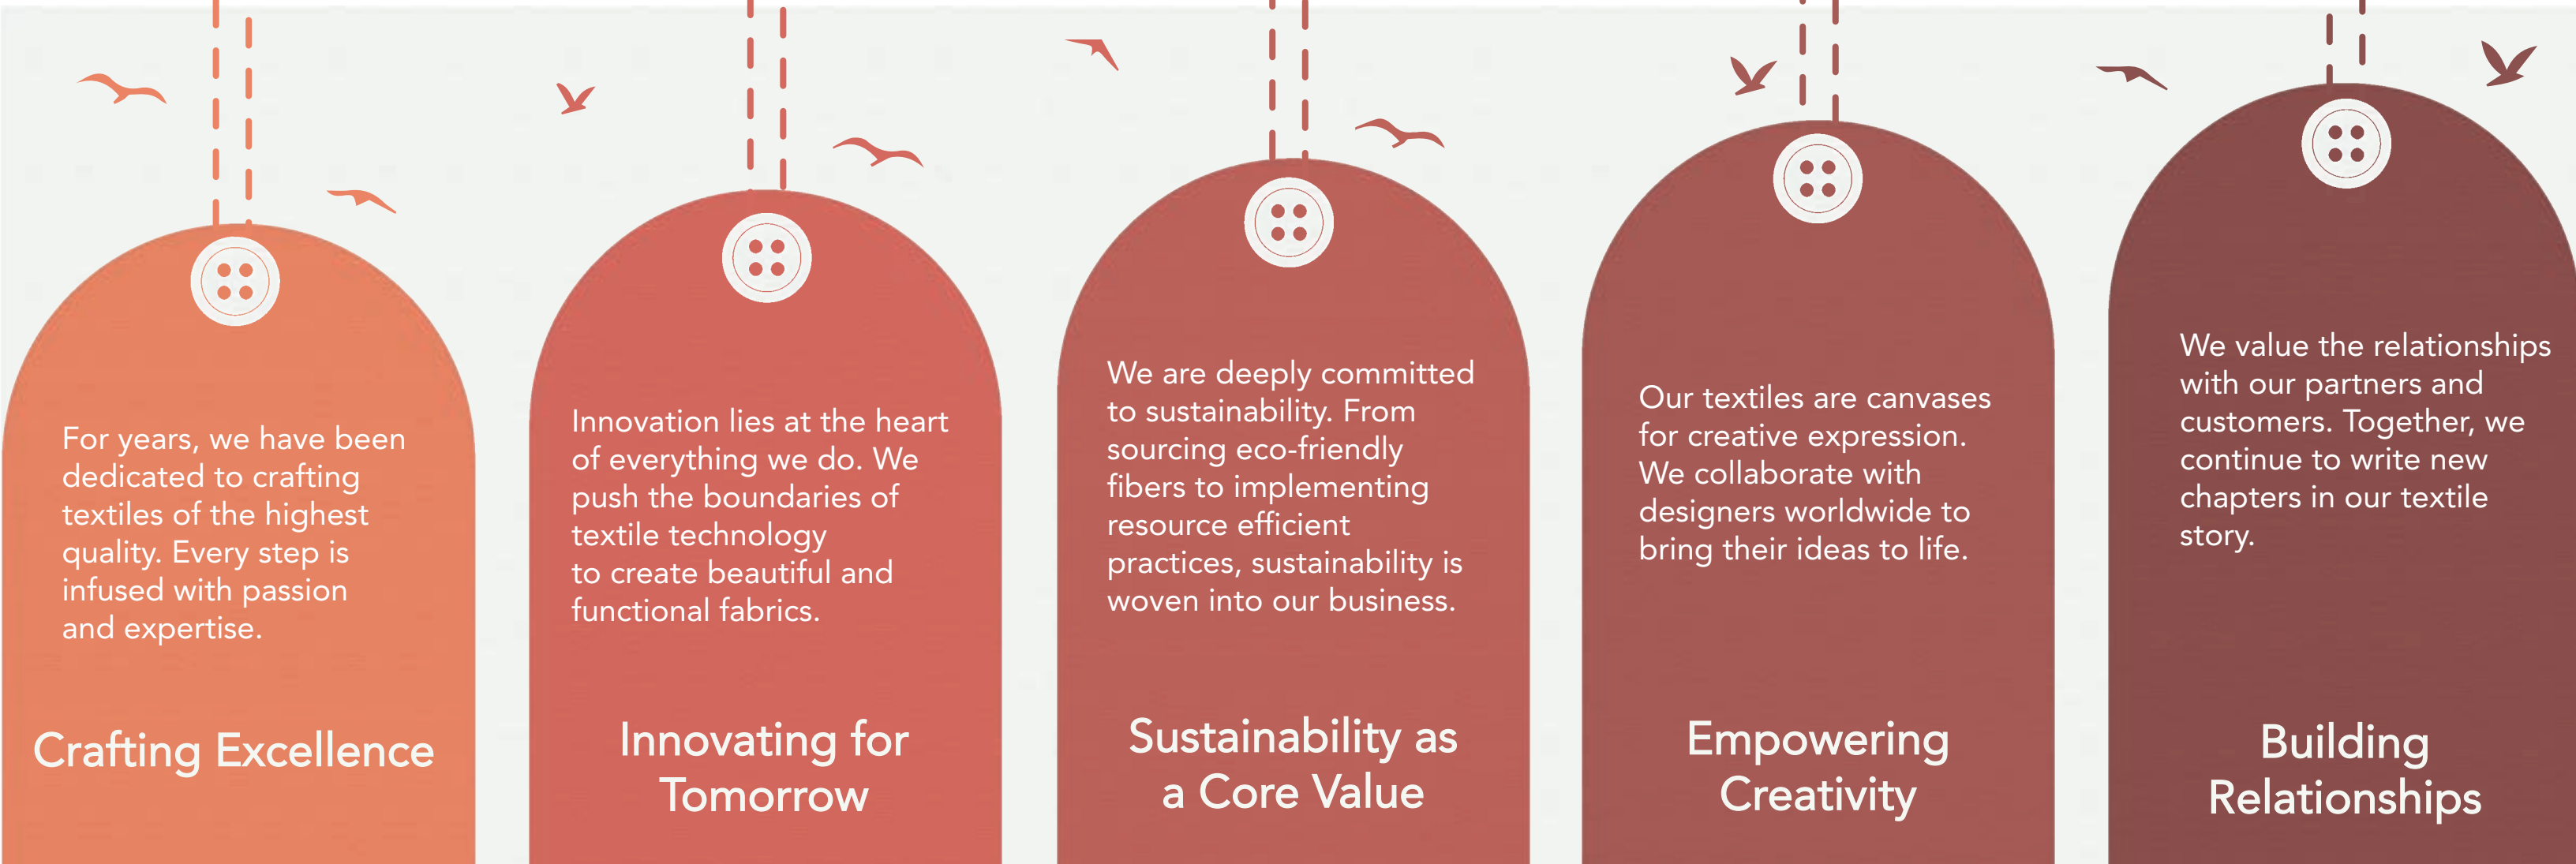 For years, we have been
dedicated to crafting
textiles of the highest
quality. Every step is
infused with passion
and expertise.
Crafting Excellence
Innovation lies at the heart
of everything we do. We
push the boundaries of
textile technology
to create beautiful and
functional fabrics.
Innovating for
Tomorrow
We are deeply committed
to sustainability. From
sourcing eco-friendly
fibers to implementing
resource efficient
practices, sustainability is
woven into our business.
Sustainability as
a Core Value
Our textiles are canvases
for creative expression.
We collaborate with
designers worldwide to
bring their ideas to life.
Empowering
Creativity
We value the relationships
with our partners and
customers. Together, we
continue to write new
chapters in our textile
story.
Building
Relationships